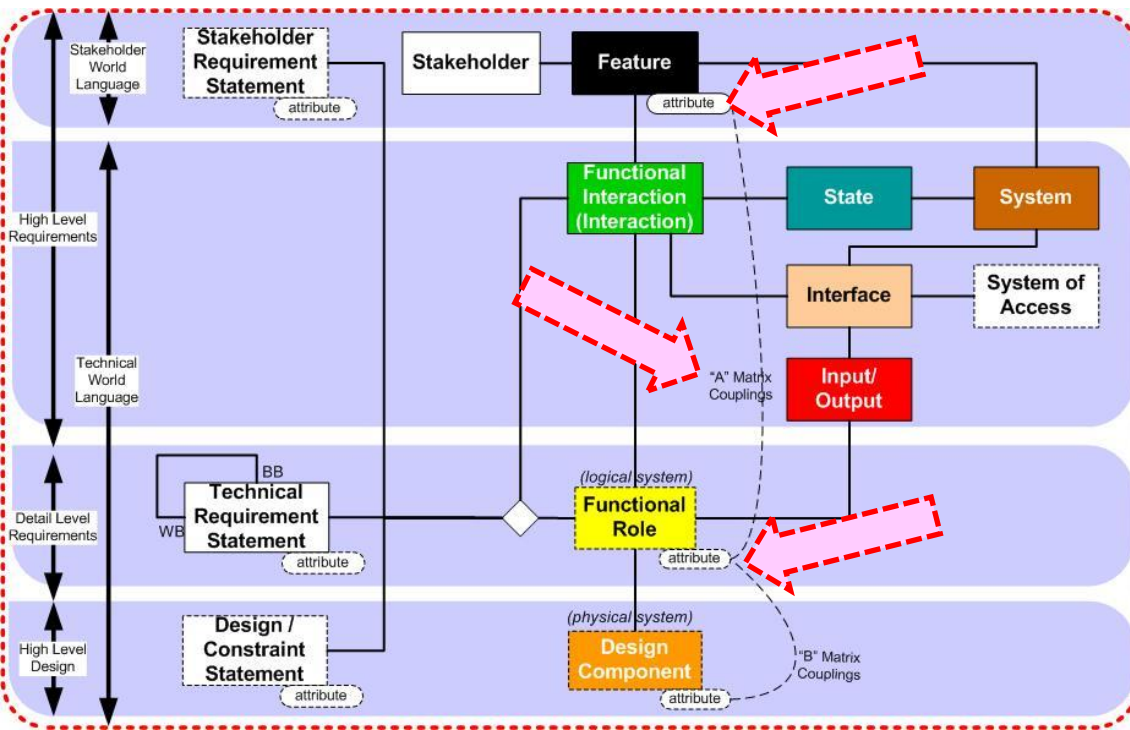 Stakeholder
World
Language
Stakeholder
Requirement
Statement
attribute
Stakeholder
Feature
attribute
High Level
Requirements
Technical
World
Language
Functional
Interaction
(Interaction)
State
System
Interface
System of
Access
"A" Matrix
Couplings
Input/
Output
Detail Level
Requirements
BB
WB
Technical
Requirement
Statement
attribute
(logical system)
Functional
Role
attribute
High Level
Design
Design /
Constraint
Statement
attribute
(physical system)
Design
Component
attribute
"B" Matrix
Couplings